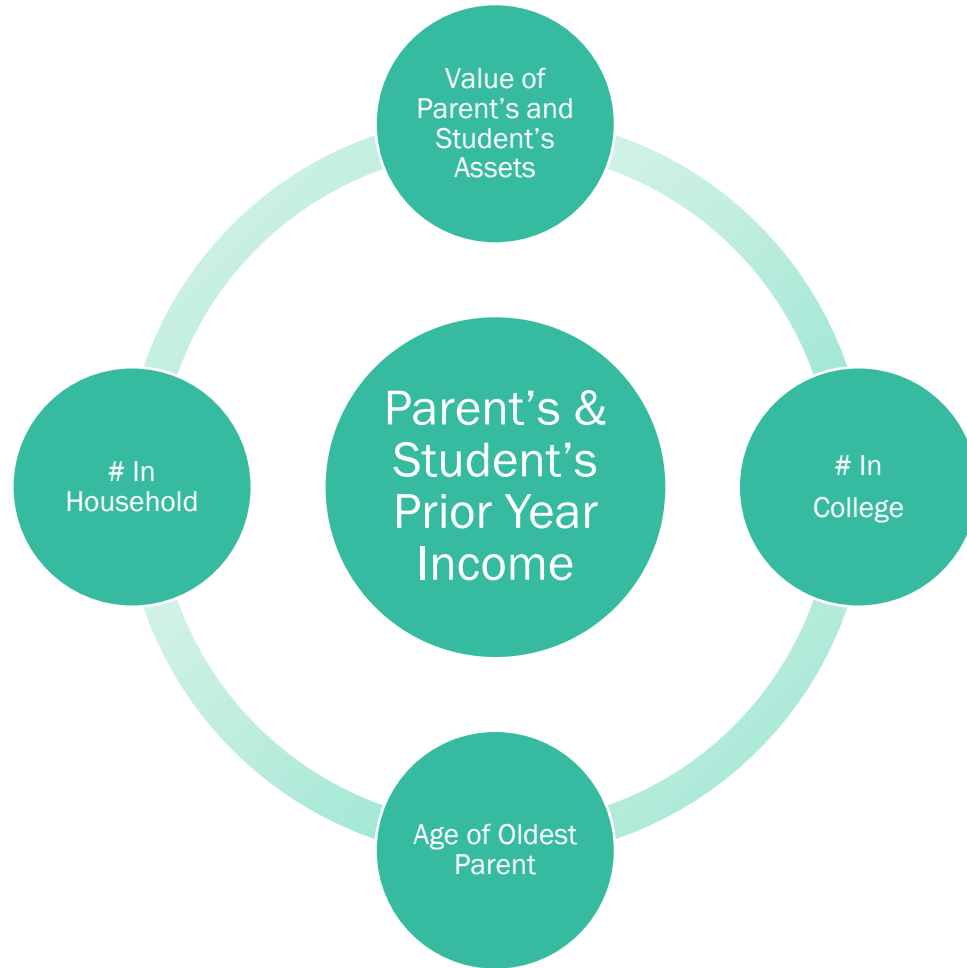 Value of
Parent’s and
Student’s
Assets
# In
Household
Parent’s &
Student’s
Prior Year
Income
# In
College
Age of Oldest
Parent